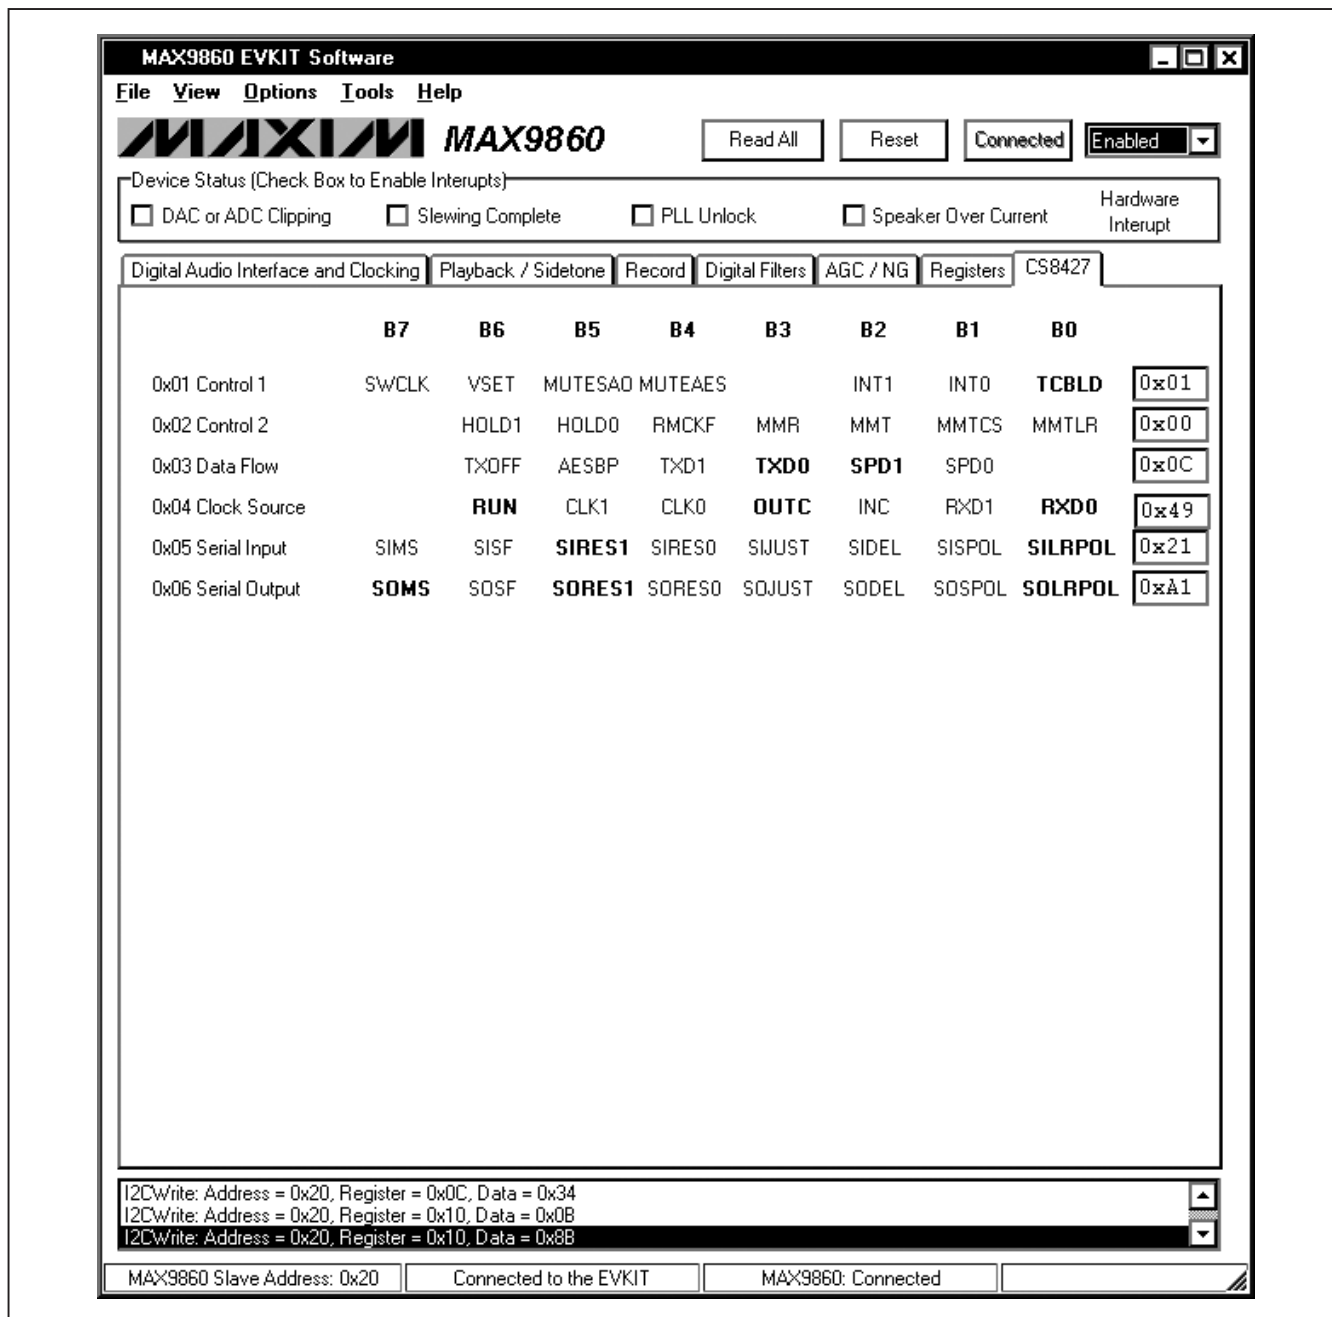 MAX9860 EVKIT Software
File View Options Tools Help
MAXIM MAX9860 Read All Reset Connected Enabled
Device Status (Check Box to Enable Interupts)
DAC or ADC Clipping Slewing Complete PLL Unlock Speaker Over Current Hardware Interupt
Digital Audio Interface and Clocking Playback / Sidetone Record Digital Filters AGC / NG Registers CS8427
B7 B6 B5 B4 B3 B2 B1 B0
0x01 Control 1 SWCLK VSET MUTESAO MUTEAES INT1 INT0 TCBLD 0x01
0x02 Control 2 HOLD1 HOLD0 RMCKF MMR MMT MMTCS MMTLR 0x00
0x03 Data Flow TXOFF AESBP TXD1 TXD0 SPD1 SPD0 0x0C
0x04 Clock Source RUN CLK1 CLK0 OUTC INC RXD1 RXD0 0x49
0x05 Serial Input SIMS SISF SIRES1 SIRES0 SIJUST SIDEL SISPOL SILRPOL 0x21
0x06 Serial Output SOMS SOSF SORES1 SORES0 SOJUST SODEL SOSPOL SOLRPOL 0xA1
I2CWrite: Address = 0x20, Register = 0x0C, Data = 0x34
I2CWrite: Address = 0x20, Register = 0x10, Data = 0x0B
I2CWrite: Address = 0x20, Register = 0x10, Data = 0x8B
MAX9860 Slave Address: 0x20 Connected to the EVKIT MAX9860: Connected